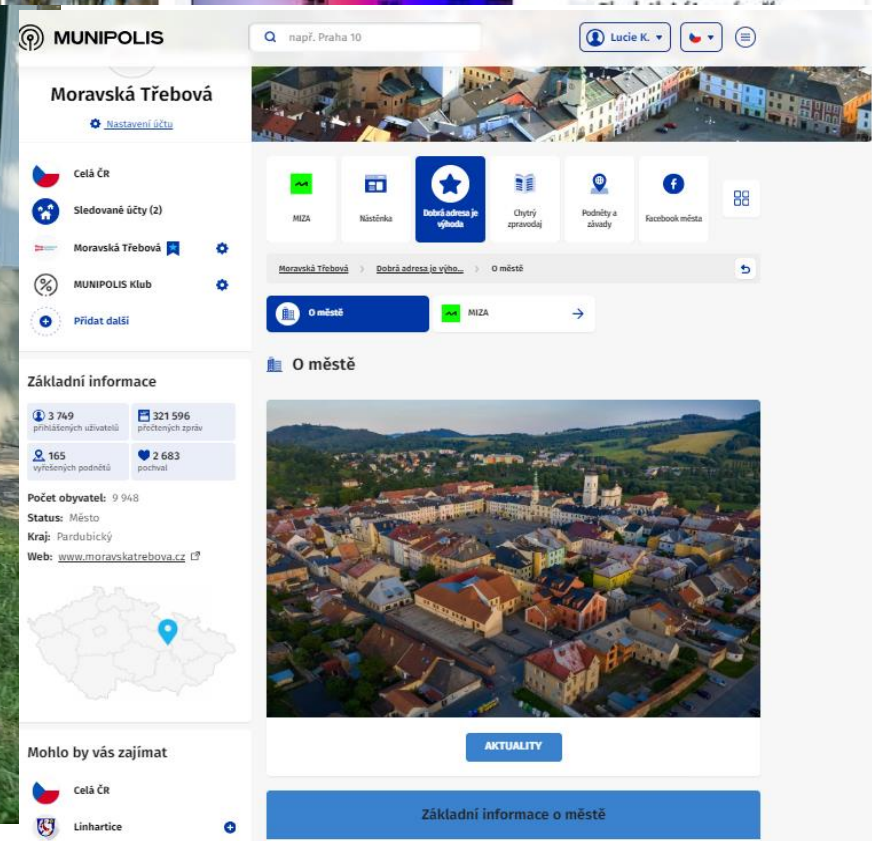 MUNIPOLIS
např. Praha 10
Lucie K.
Moravská Třebová
Nastavení účtu
Celá ČR
Sledované účty (2)
Moravská Třebová
MUNIPOLIS Klub
Přidat další
Základní informace
3 749
přihlášených uživatelů
321 596
přečtených zpráv
165
vyřešených podnětů
2 683
pochval
Počet obyvatel: 9 948
Status: Město
Kraj: Pardubický
Web: www.moravskatrebova.cz
Mohlo by vás zajímat
Celá ČR
Linhartice
MIZA
Nástěnka
Dobrá adresa je
výhoda
Chytrý
zpravodaj
Podněty a
závady
Facebook města
Moravská Třebová
Dobrá adresa je výho...
O městě
O městě
MIZA
O městě
AKTUALITY
Základní informace o městě